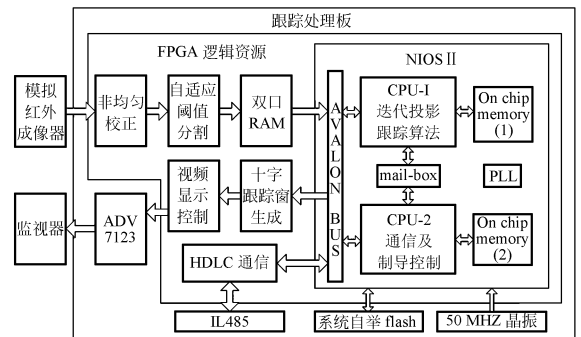 跟踪处理板
FPGA 逻辑资源
NIOSⅡ
模拟
红外
成像器
非均匀
校正
自适应
阈值
分割
双口
RAM
AVALON BUS
CPU-1
迭代投影
跟踪算法
On chip
memory
(1)
mail-box
PLL
监视器
ADV
7123
视频
显示
控制
十字
跟踪窗
生成
CPU-2
通信及
制导控制
On chip
memory
(2)
HDLC 通信
IL485
系统自举 flash
50 MHZ 晶振